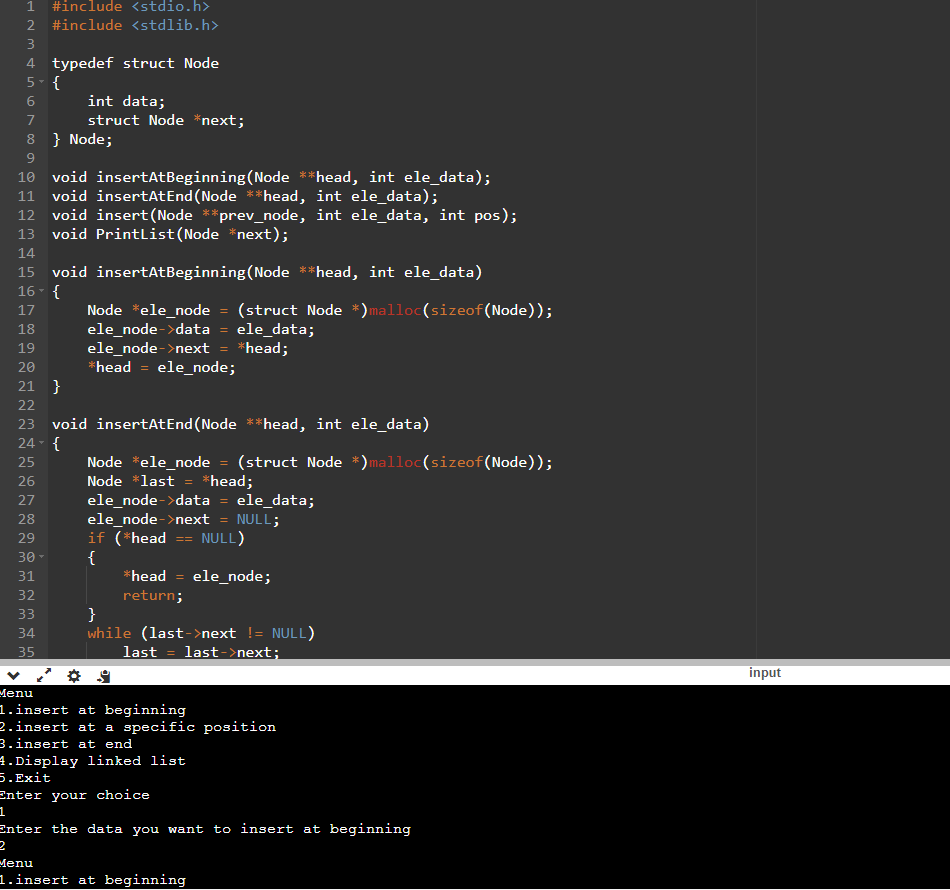 1 #include <stdio.h>
2 #include <stdlib.h>
3
4 typedef struct Node
5 {
6     int data;
7     struct Node *next;
8 } Node;
9
10 void insertAtBeginning(Node **head, int ele_data);
11 void insertAtEnd(Node **head, int ele_data);
12 void insert(Node **prev_node, int ele_data, int pos);
13 void PrintList(Node *next);
14
15 void insertAtBeginning(Node **head, int ele_data)
16 {
17     Node *ele_node = (struct Node *)malloc(sizeof(Node));
18     ele_node->data = ele_data;
19     ele_node->next = *head;
20     *head = ele_node;
21 }
22
23 void insertAtEnd(Node **head, int ele_data)
24 {
25     Node *ele_node = (struct Node *)malloc(sizeof(Node));
26     Node *last = *head;
27     ele_node->data = ele_data;
28     ele_node->next = NULL;
29     if (*head == NULL)
30     {
31         *head = ele_node;
32         return;
33     }
34     while (last->next != NULL)
35         last = last->next;
input
Menu
1.insert at beginning
2.insert at a specific position
3.insert at end
4.Display linked list
5.Exit
Enter your choice
1
Enter the data you want to insert at beginning
2
Menu
1.insert at beginning